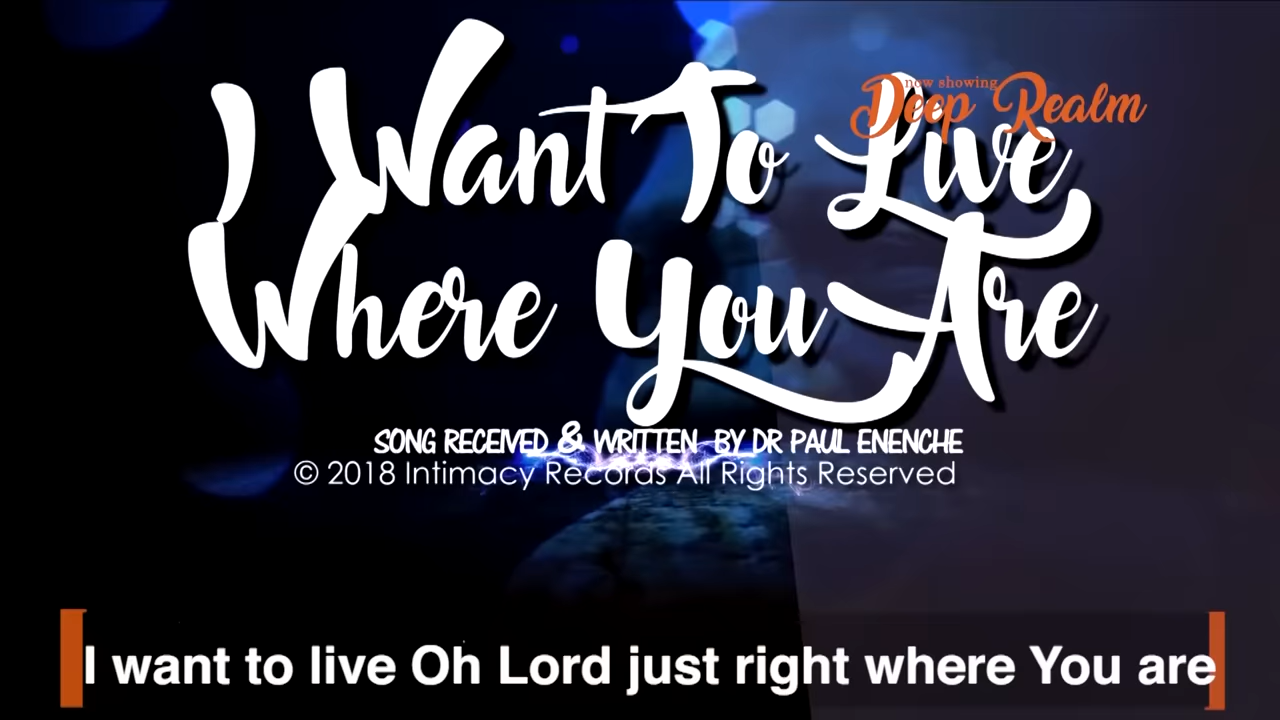 now showing
Deep Realm
I Want To Live
Where You Are
SONG RECEIVED & WRITTEN BY DR PAUL ENENCHE
© 2018 Intimacy Records All Rights Reserved
I want to live Oh Lord just right where You are